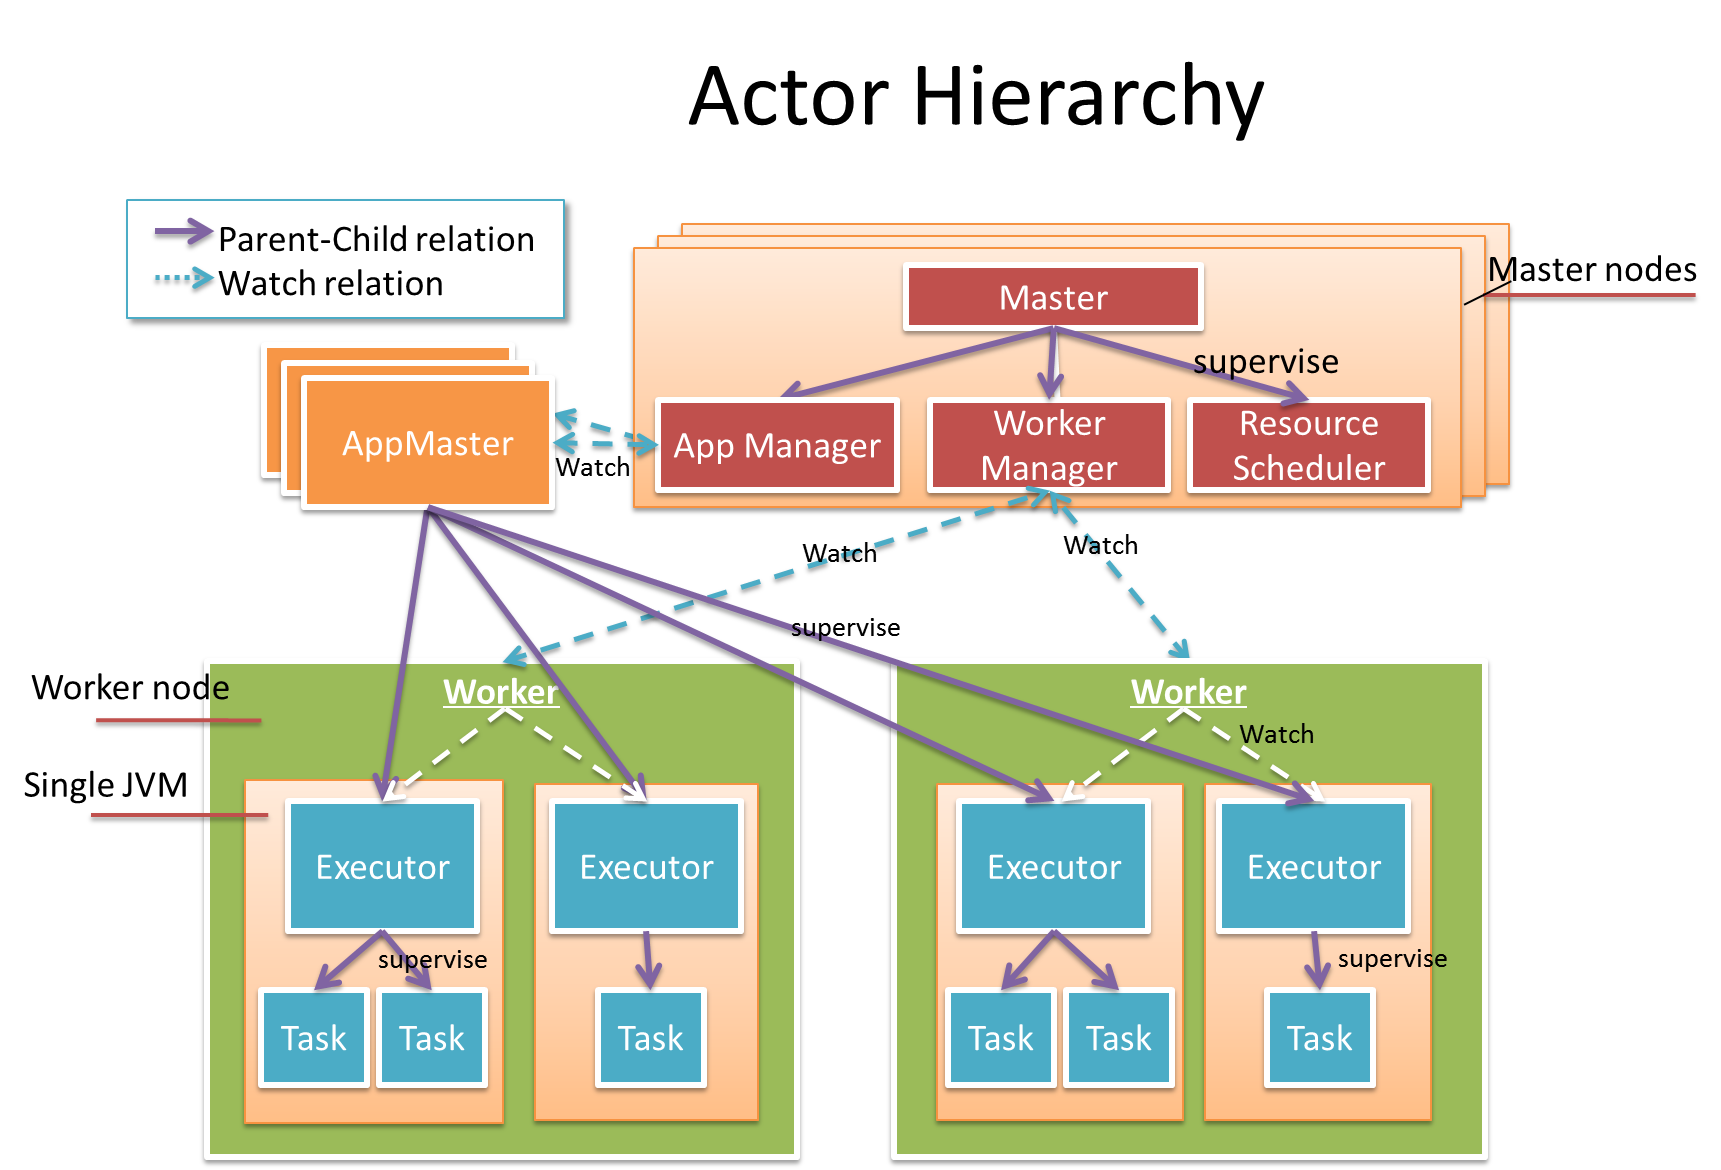 Actor Hierarchy
Parent-Child relation
Watch relation
Master nodes
Master
supervise
AppMaster
Watch
App Manager
Worker
Manager
Resource
Scheduler
Watch
Watch
supervise
Worker node
Single JVM
Worker
Executor
Executor
supervise
Task
Task
Task
Worker
Watch
Executor
Executor
supervise
Task
Task
Task